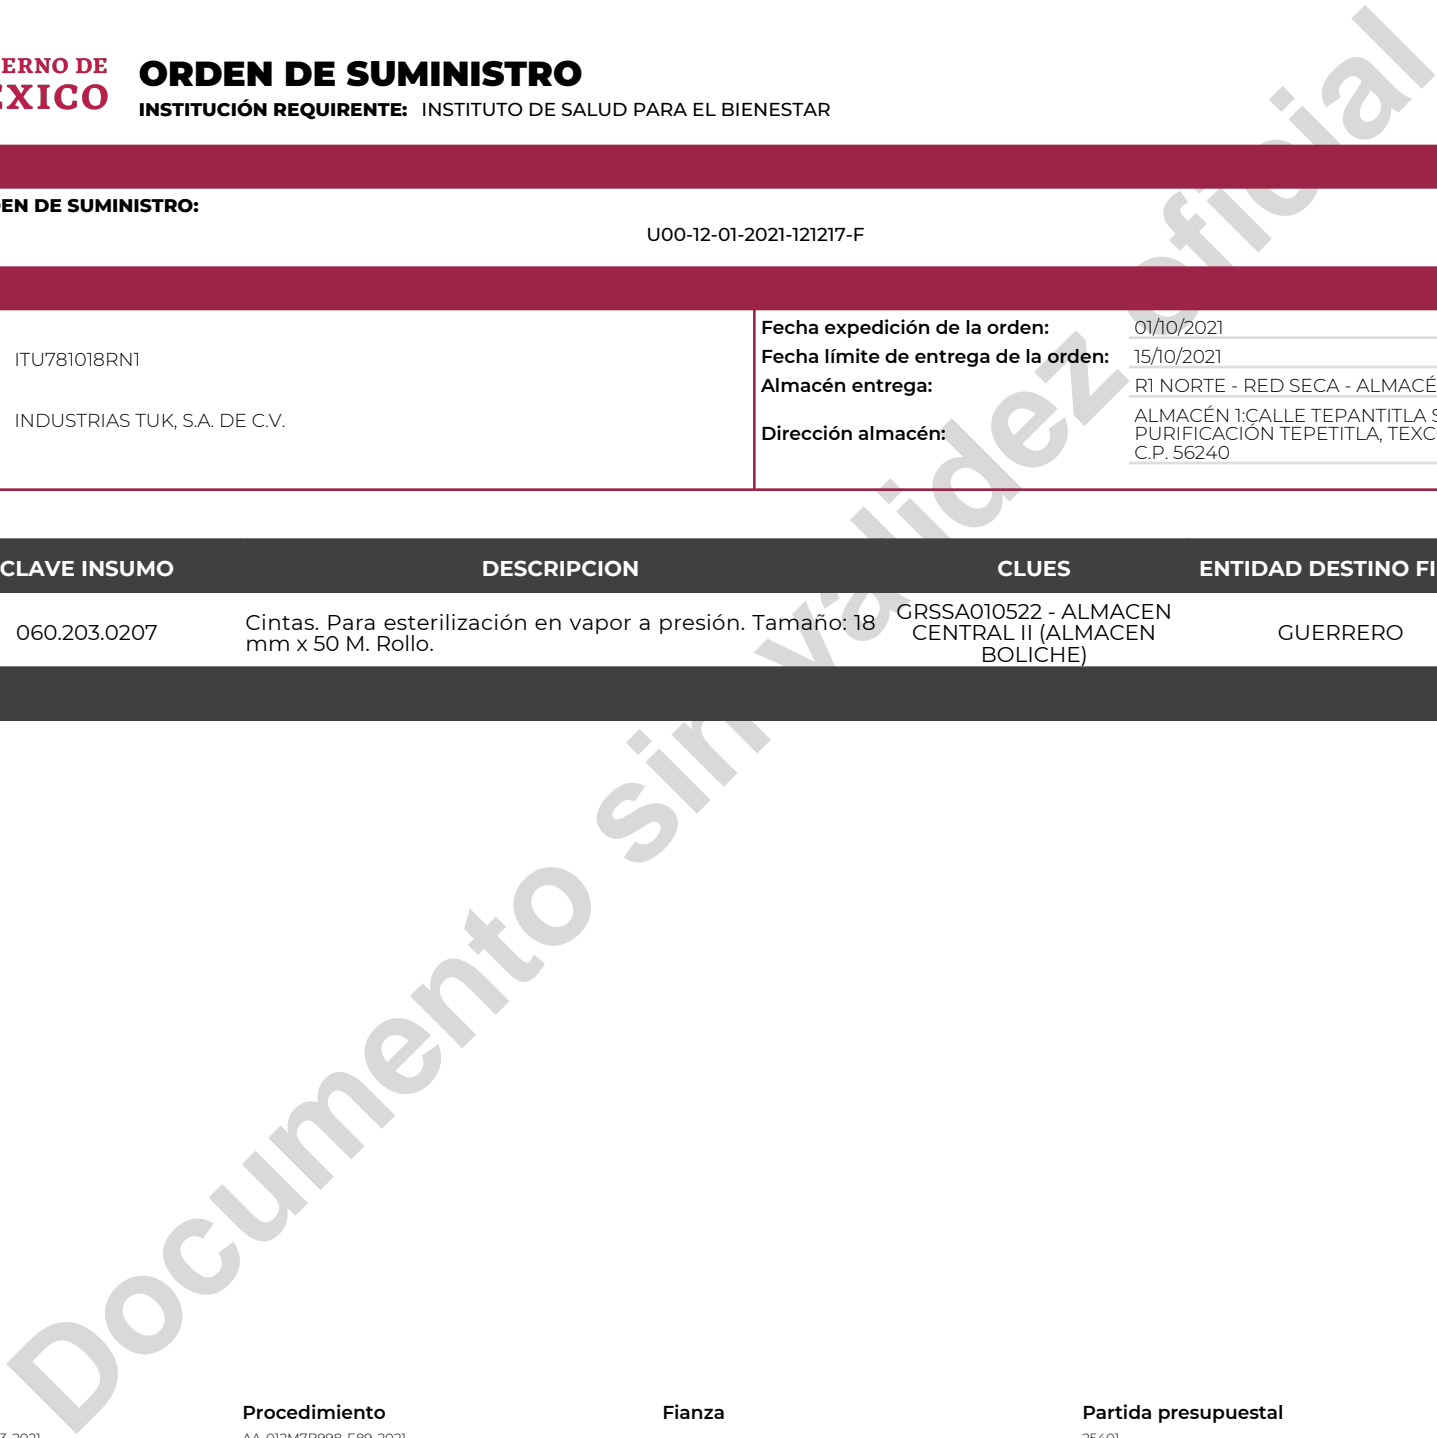 ERNO DE
ORDEN DE SUMINISTRO
EXICO
INSTITUCIÓN REQUIRENTE: INSTITUTO DE SALUD PARA EL BIENESTAR
EN DE SUMINISTRO:
U00-12-01-2021-121217-F
Fecha expedición de la orden: 01/10/2021
ITU781018RN1
Fecha límite de entrega de la orden: 15/10/2021
Almacén entrega: R1 NORTE - RED SECA - ALMACÉ
INDUSTRIAS TUK, S.A. DE C.V.
Dirección almacén:
ALMACÉN 1:CALLE TEPANTITLA S
PURIFICACIÓN TEPETITLA, TEXC
C.P. 56240
CLAVE INSUMO DESCRIPCION CLUES ENTIDAD DESTINO FI
060.203.0207
Cintas. Para esterilización en vapor a presión. Tamaño: 18
mm x 50 M. Rollo.
GRSSA010522 - ALMACEN
CENTRAL II (ALMACEN
BOLICHE)
GUERRERO
Documento sin validez oficial
Procedimiento Fianza Partida presupuestal